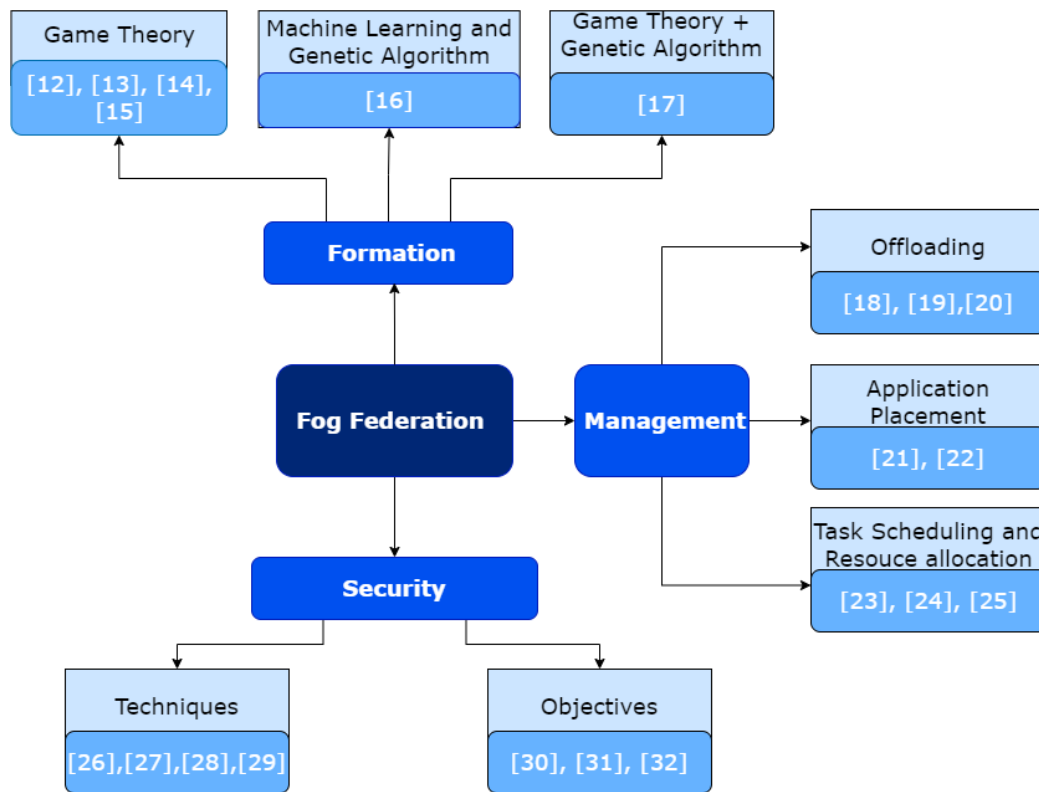 Game Theory
[12], [13], [14],
[15]
Machine Learning and
Genetic Algorithm
[16]
Game Theory +
Genetic Algorithm
[17]
Formation
Offloading
[18], [19],[20]
Fog Federation
Management
Application
Placement
[21], [22]
Task Scheduling and
Resouce allocation
[23], [24], [25]
Security
Techniques
[26],[27],[28],[29]
Objectives
[30], [31], [32]